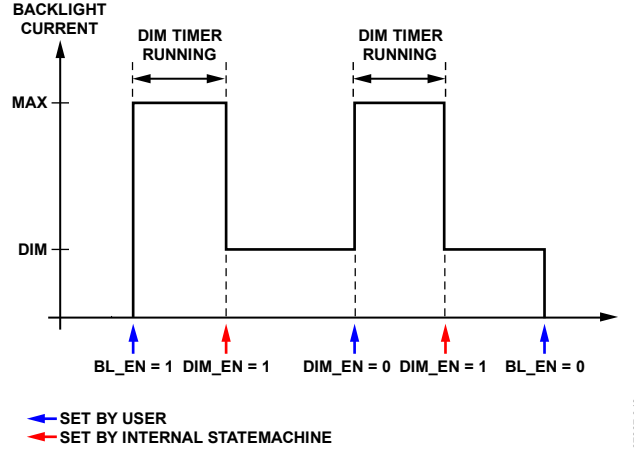 BACKLIGHT
CURRENT
DIM TIMER
RUNNING
DIM TIMER
RUNNING
MAX
DIM
BL_EN = 1
DIM_EN = 1
DIM_EN = 0
DIM_EN = 1
BL_EN = 0
SET BY USER
SET BY INTERNAL STATEMACHINE